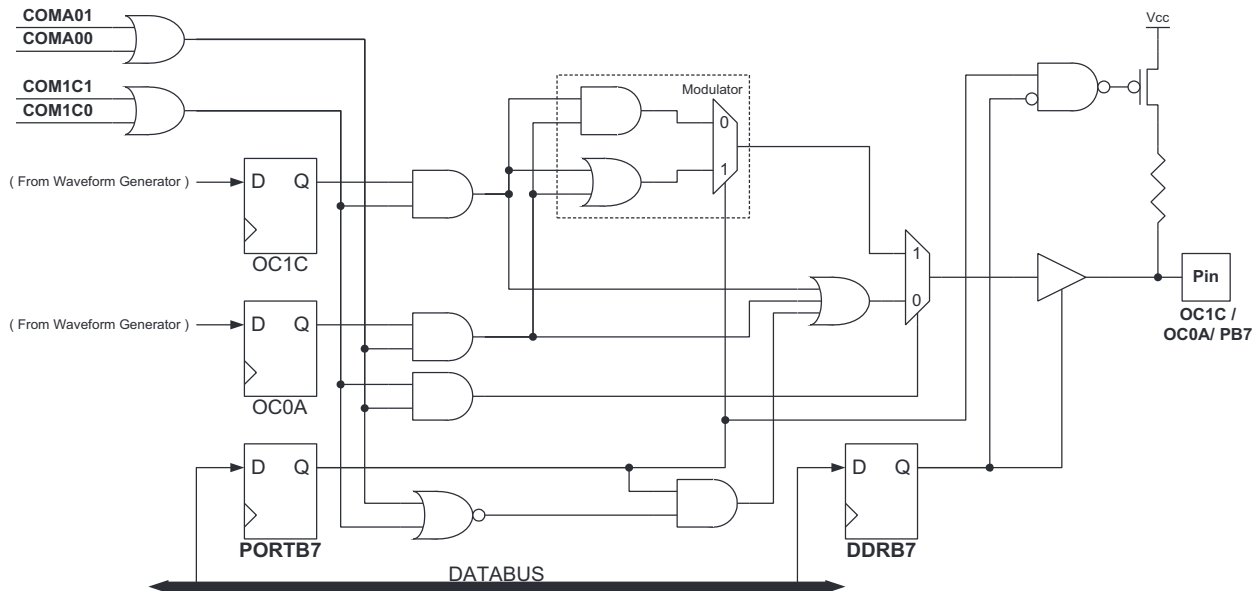 COMA01
COMA00
Vcc
COM1C1
COM1C0
Modulator
0
1
( From Waveform Generator )
D Q
OC1C
1
0
Pin
OC1C /
OC0A/ PB7
( From Waveform Generator )
D Q
OC0A
D Q
PORTB7
D Q
DDRB7
DATABUS